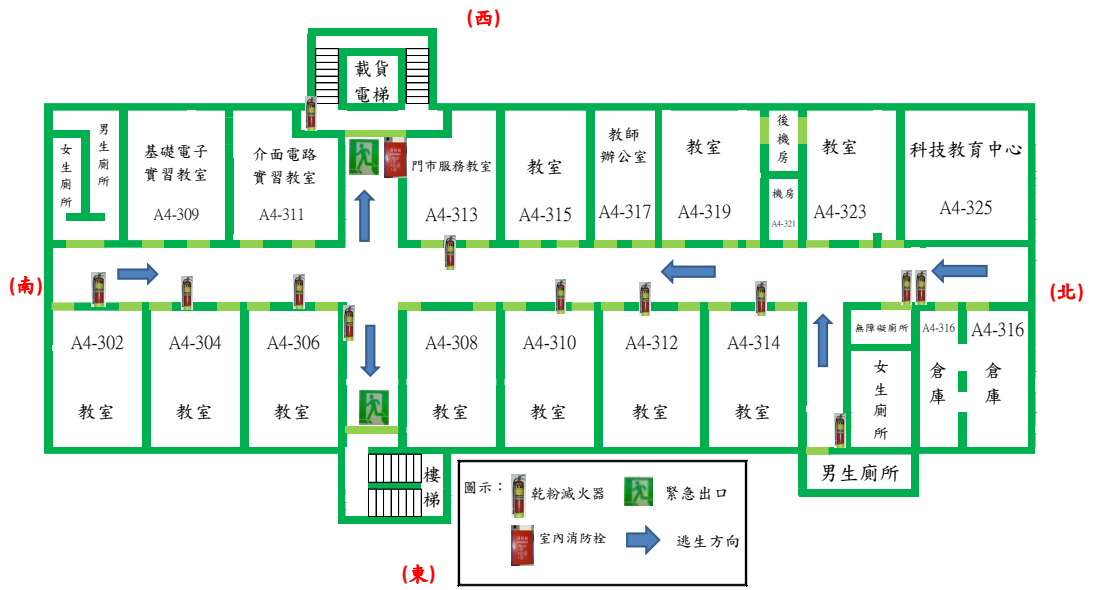 (西)
載貨
電梯
男生廁所
女生廁所
基礎電子
實習教室
A4-309
介面電路
實習教室
A4-311
門市服務教室
A4-313
教室
A4-315
教師
辦公室
A4-317
教室
A4-319
後機房
機房
A4-321
教室
A4-323
科技教育中心
A4-325
(南)
(北)
A4-302
教室
A4-304
教室
A4-306
教室
A4-308
教室
A4-310
教室
A4-312
教室
A4-314
教室
無障礙廁所
女生廁所
A4-316
倉庫
A4-316
倉庫
男生廁所
樓梯
圖示：
乾粉滅火器
緊急出口
室內消防栓
逃生方向
(東)